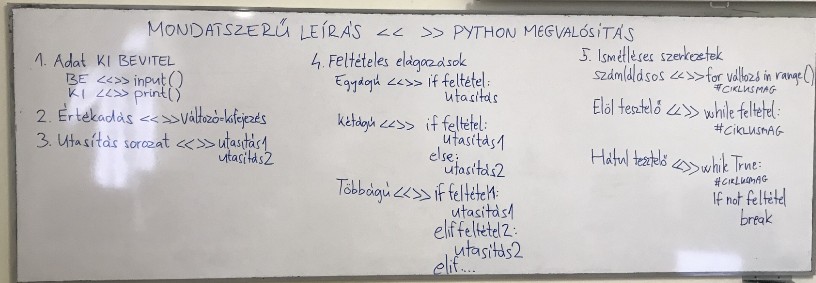 MONDATSZERŰ LEÍRÁS << >> PYTHON MEGVALÓSÍTÁS
1. Adat KI BEVITEL
BE <<>> input()
KI <<>> print()
2. Értékadás <<>> Változó=kifejezés
3. Utasítás sorozat <<>> utasítás1
utasítás2
4. Feltételes elágazások
Egyágú <<>> if feltétel:
utasítás
kétágú <<>> if feltétel:
utasítás1
else:
utasítás2
Többágú <<>> if feltétel1:
utasítás1
elif feltétel2:
utasítás2
elif....
5. Ismétléses szerkezetek
számlálásos <<>> for változó in range()
#CIKLUSMAG
Elöl tesztelő <<>> while feltétel:
#CIKLUSMAG
Hátul tesztelő <<>> while True:
#CIKLUSMAG
If not feltétel
break